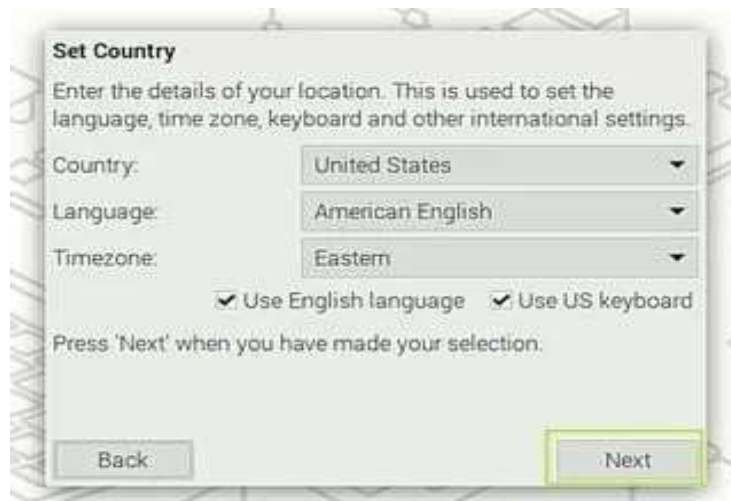 Set Country
Enter the details of your location. This is used to set the
language, time zone, keyboard and other international settings.
Country: United States
Language: American English
Timezone: Eastern
Use English language Use US keyboard
Press 'Next' when you have made your selection.
Back Next